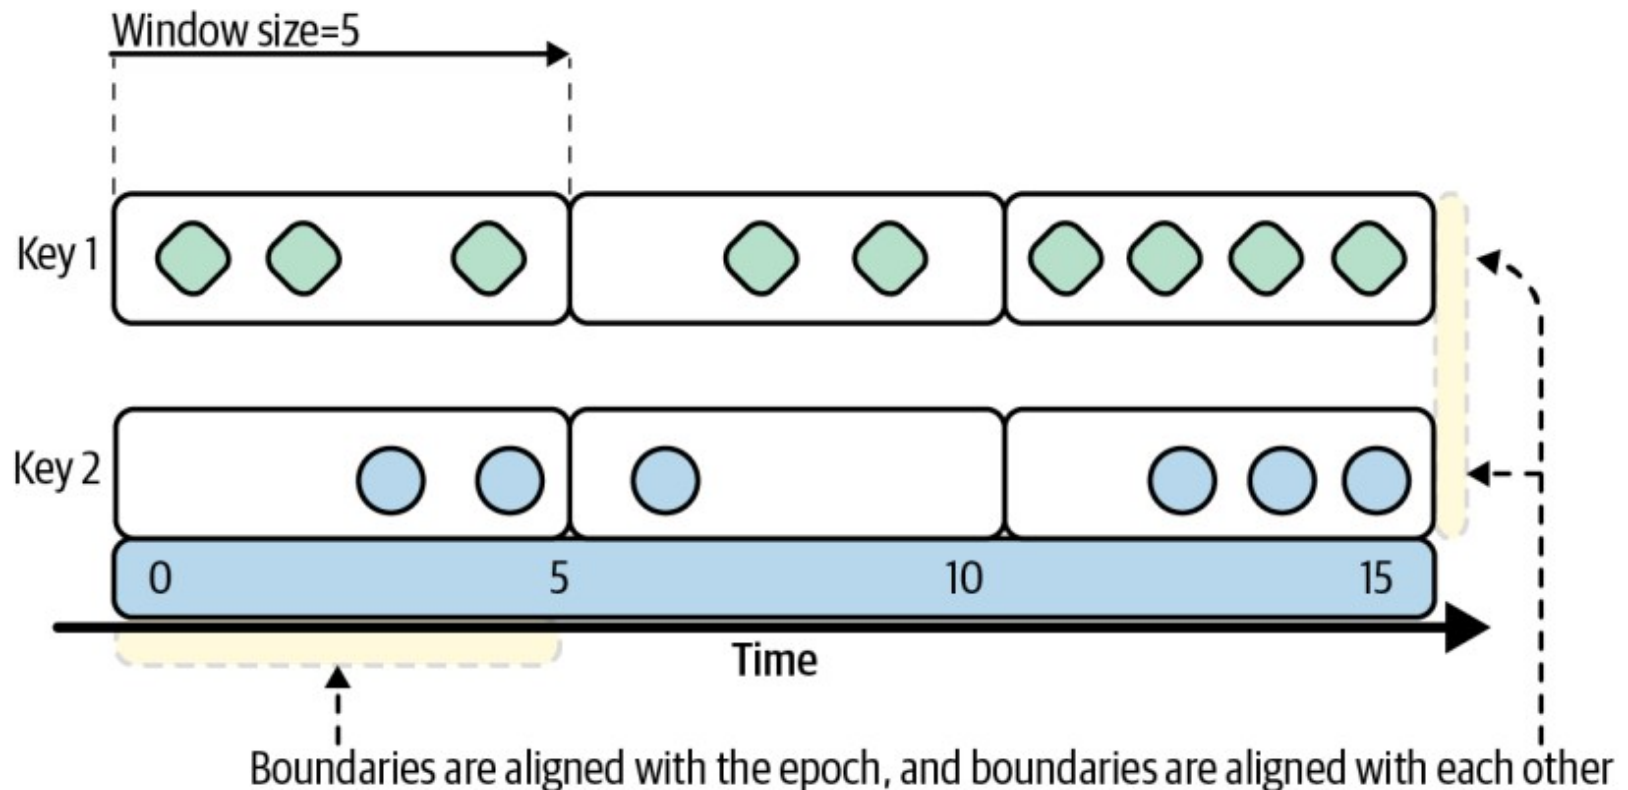 Window size=5
Key 1
Key 2
0 5 10 15
Time
Boundaries are aligned with the epoch, and boundaries are aligned with each other